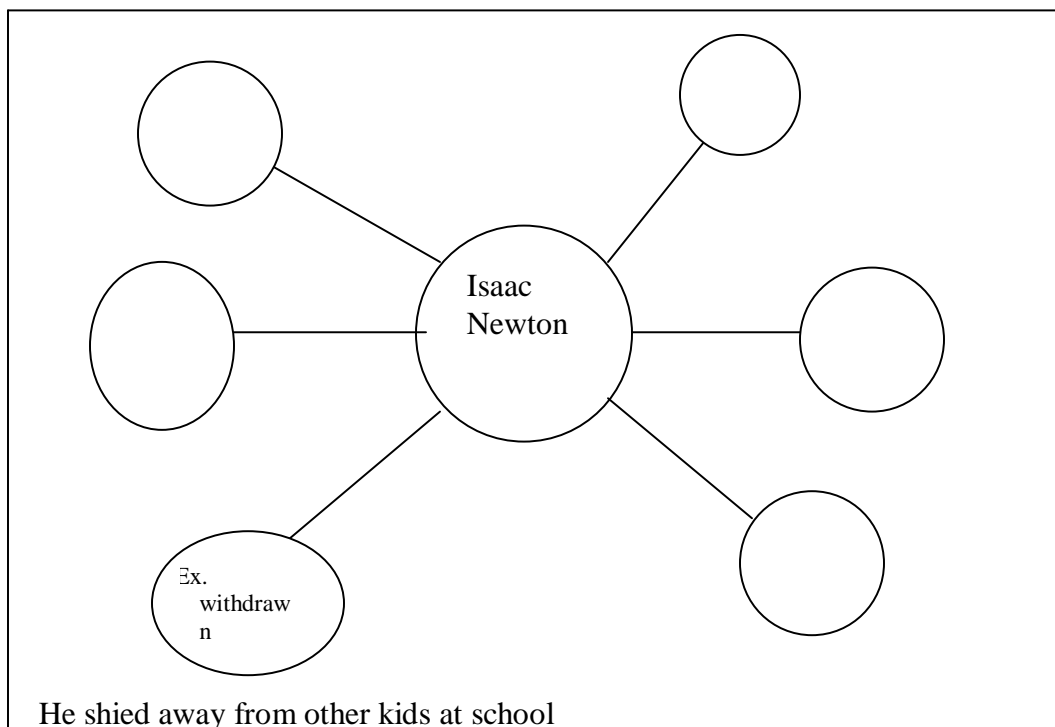 Isaac
Newton
Ex.
withdraw
n
He shied away from other kids at school